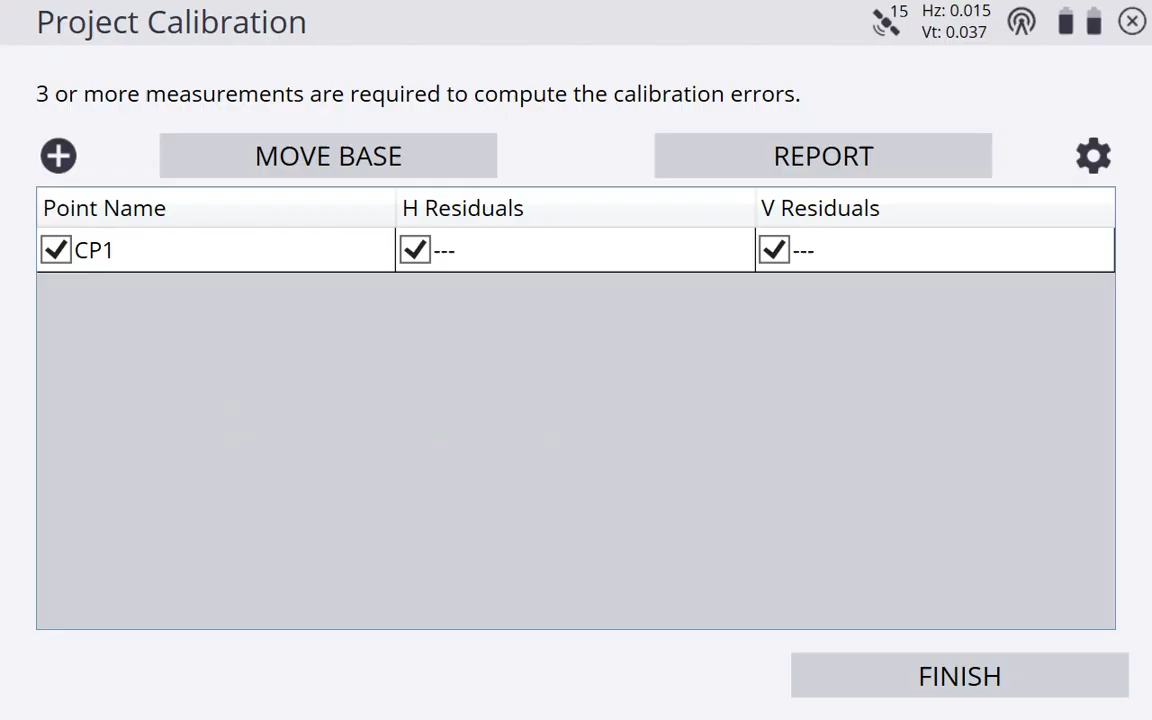 Project Calibration
15
Hz: 0.015
Vt: 0.037
3 or more measurements are required to compute the calibration errors.
MOVE BASE
REPORT
Point Name
H Residuals
V Residuals
CP1
---
---
FINISH